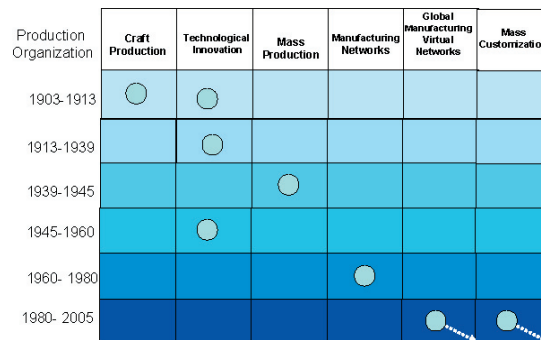 Production
Organization
Craft
Production
Technological
Innovation
Mass
Production
Manufacturing
Networks
Global
Manufacturing
Virtual
Networks
Mass
Customizatio
1903-1913
1913-1939
1939-1945
1945-1960
1960- 1980
1980- 2005